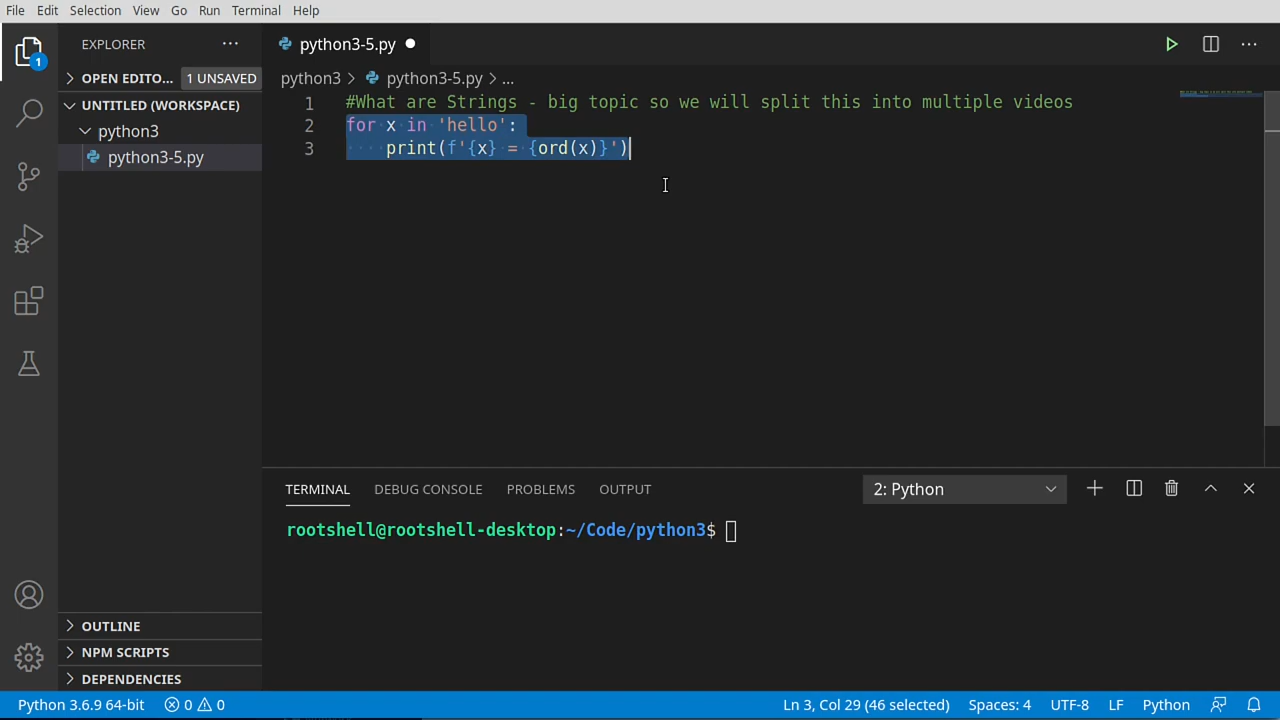 File Edit Selection View Go Run Terminal Help
EXPLORER
python3-5.py
1
OPEN EDITO... 1 UNSAVED
python3 > python3-5.py > ...
UNTITLED (WORKSPACE)
python3
python3-5.py
1 #What are Strings - big topic so we will split this into multiple videos
2 for x in 'hello':
3 print(f'{x} = {ord(x)}')
TERMINAL DEBUG CONSOLE PROBLEMS OUTPUT 2: Python
rootshell@rootshell-desktop:~/Code/python3$
OUTLINE
NPM SCRIPTS
DEPENDENCIES
Python 3.6.9 64-bit 0 0 Ln 3, Col 29 (46 selected) Spaces: 4 UTF-8 LF Python